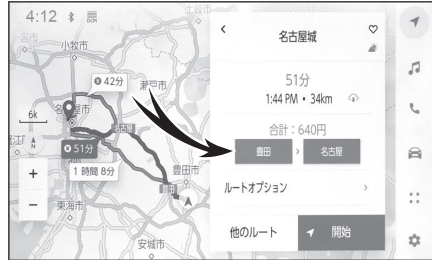 4:12
小牧市
42分
瀬戸市
6k
51分
1時間 8分
豊田市
東海市
安城市
+
−
名古屋城
51分
1:44 PM • 34km
合計：640円
豊田 › 名古屋
ルートオプション ›
他のルート
開始